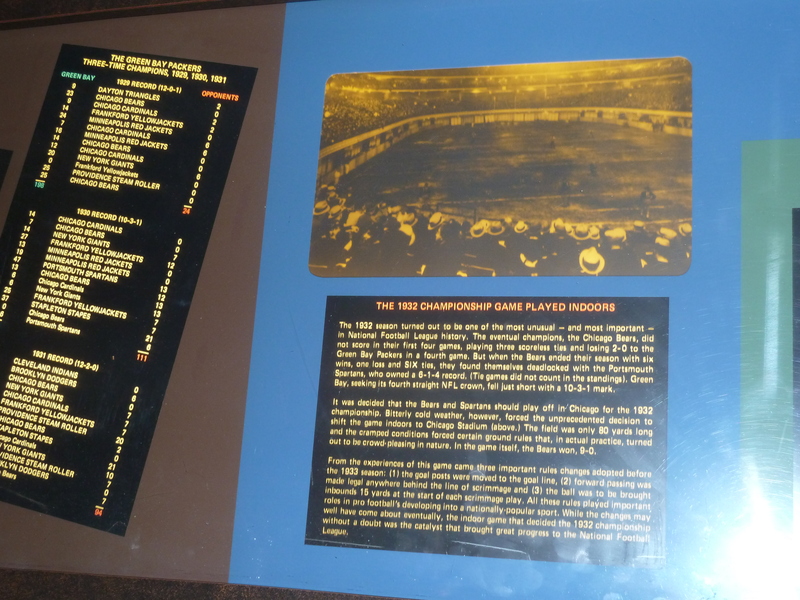 THE GREEN BAY PACKERS
THREE-TIME CHAMPIONS, 1929, 1930, 1931
GREEN BAY
1929 RECORD (12-0-1)
OPPONENTS
DAYTON TRIANGLES
CHICAGO BEARS
CHICAGO CARDINALS
FRANKFORD YELLOWJACKETS
MINNEAPOLIS RED JACKETS
CHICAGO CARDINALS
MINNEAPOLIS RED JACKETS
CHICAGO BEARS
CHICAGO CARDINALS
NEW YORK GIANTS
Frankford Yellowjackets
PROVIDENCE STEAM ROLLER
CHICAGO BEARS
198
24
1930 RECORD (10-3-1)
CHICAGO CARDINALS
CHICAGO BEARS
NEW YORK GIANTS
FRANKFORD YELLOWJACKETS
MINNEAPOLIS RED JACKETS
MINNEAPOLIS RED JACKETS
PORTSMOUTH SPARTANS
CHICAGO BEARS
Chicago Cardinals
New York Giants
FRANKFORD YELLOWJACKETS
STAPLETON STAPES
Chicago Bears
Portsmouth Spartans
111
1931 RECORD (12-2-0)
CLEVELAND INDIANS
BROOKLYN DODGERS
CHICAGO BEARS
NEW YORK GIANTS
CHICAGO CARDINALS
FRANKFORD YELLOWJACKETS
PROVIDENCE STEAM ROLLER
CHICAGO BEARS
STAPLETON STAPES
Cardinals
YORK GIANTS
STEAM ROLLER
DODGERS
Bears
THE 1932 CHAMPIONSHIP GAME PLAYED INDOORS
The 1932 season turned out to be one of the most unusual — and most important —
in National Football League history. The eventual champions, the Chicago Bears, did
not score in their first four games, playing three scoreless ties and losing 2-0 to the
Green Bay Packers in a fourth game. But when the Bears ended their season with six
wins, one loss and SIX ties, they found themselves deadlocked with the Portsmouth
Spartans, who owned a 6-1-4 record. (Tie games did not count in the standings). Green
Bay, seeking its fourth straight NFL crown, fell just short with a 10-3-1 mark.
It was decided that the Bears and Spartans should play off in Chicago for the 1932
championship. Bitterly cold weather, however, forced the unprecedented decision to
shift the game indoors to Chicago Stadium (above.) The field was only 80 yards long
and the cramped conditions forced certain ground rules that, in actual practice, turned
out to be crowd-pleasing in nature. In the game itself, the Bears won, 9-0.
From the experiences of this game came three important rules changes adopted before
the 1933 season: (1) the goal posts were moved to the goal line, (2) forward passing was
made legal anywhere behind the line of scrimmage and (3) the ball was to be brought
inbounds 15 yards at the start of each scrimmage play. All these rules played important
roles in pro football's developing into a nationally-popular sport. While the changes may
well have come about eventually, the indoor game that decided the 1932 championship
without a doubt was the catalyst that brought great progress to the National Football
League.